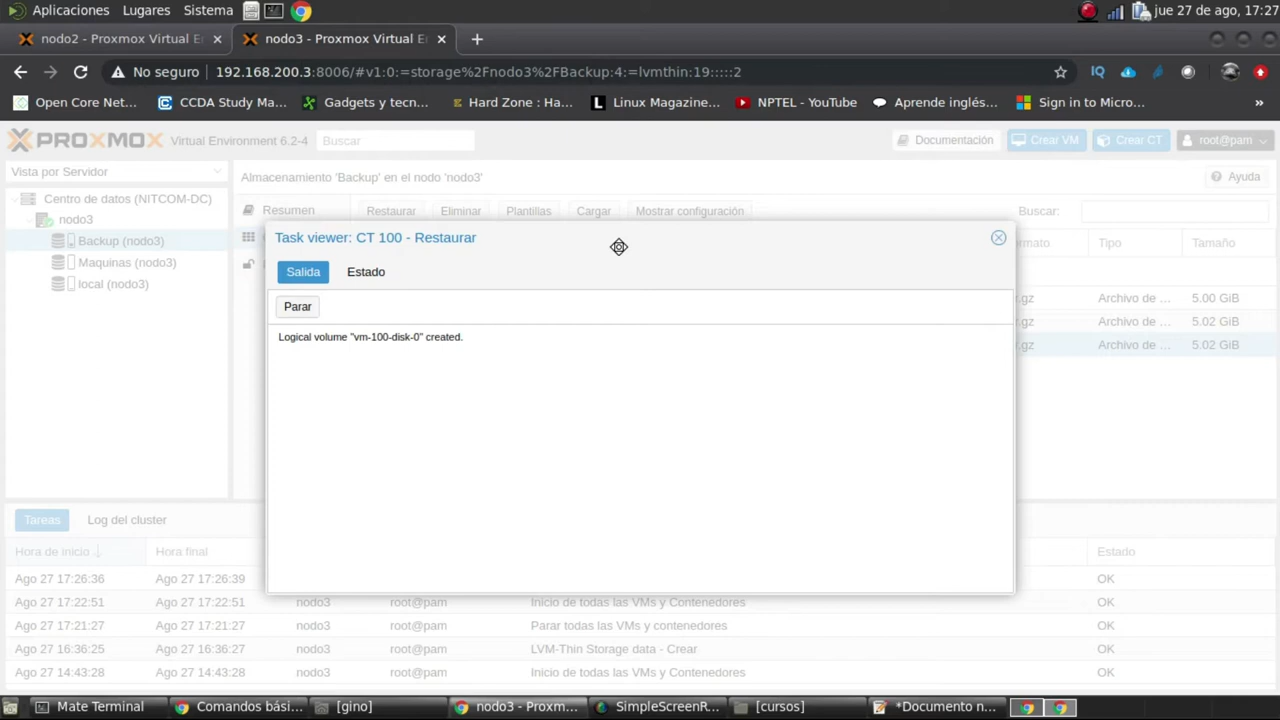 Aplicaciones Lugares Sistema jue 27 de ago, 17:27
nodo2 - Proxmox Virtual E nodo3 - Proxmox Virtual E
No seguro 192.168.200.3:8006/#v1:0:=storage%2Fnodo3%2FBackup:4:=lvmthin:19:::::2
Open Core Net... CCDA Study Ma... Gadgets y tecn... Hard Zone : Ha... Linux Magazine... NPTEL - YouTube Aprende inglés... Sign in to Micro... »
PROXMOX Virtual Environment 6.2-4 Buscar Documentación Crear VM Crear CT root@pam
Vista por Servidor Almacenamiento 'Backup' en el nodo 'nodo3' Ayuda
Centro de datos (NITCOM-DC) Resumen Restaurar Eliminar Plantillas Cargar Mostrar configuración Buscar:
nodo3
Backup (nodo3) Task viewer: CT 100 - Restaurar ormato Tipo Tamaño
Maquinas (nodo3) Salida Estado
local (nodo3)
r.gz Archivo de ... 5.00 GiB
Parar
r.gz Archivo de ... 5.02 GiB
Logical volume "vm-100-disk-0" created.
r.gz Archivo de ... 5.02 GiB
Tareas Log del cluster
Hora de inicio ↓ Hora final Estado
Ago 27 17:26:36 Ago 27 17:26:39 OK
Ago 27 17:22:51 Ago 27 17:22:51 nodo3 root@pam Inicio de todas las VMs y Contenedores OK
Ago 27 17:21:27 Ago 27 17:21:27 nodo3 root@pam Parar todas las VMs y contenedores OK
Ago 27 16:36:25 Ago 27 16:36:27 nodo3 root@pam LVM-Thin Storage data - Crear OK
Ago 27 14:43:28 Ago 27 14:43:28 nodo3 root@pam Inicio de todas las VMs y Contenedores OK
Mate Terminal Comandos bási... [gino] nodo3 - Proxm... SimpleScreenR... [cursos] *Documento n...